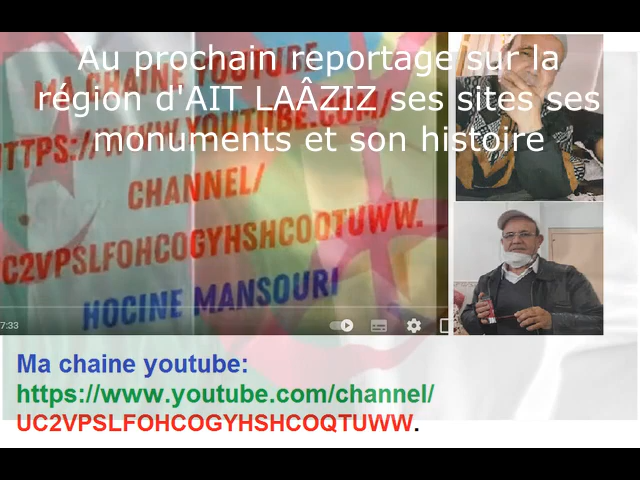 Au prochain reportage sur la
région d'AIT LAÂZIZ ses sites ses
monuments et son histoire
MA CHAINE YOUTUBE
HTTPS://WWW.YOUTUBE.COM/
CHANNEL/
UC2VPSLFOHCOGYHSHCOQTUWW.
HOCINE MANSOURI
7:33
Ma chaine youtube:
https://www.youtube.com/channel/
UC2VPSLFOHCOGYHSHCOQTUWW.